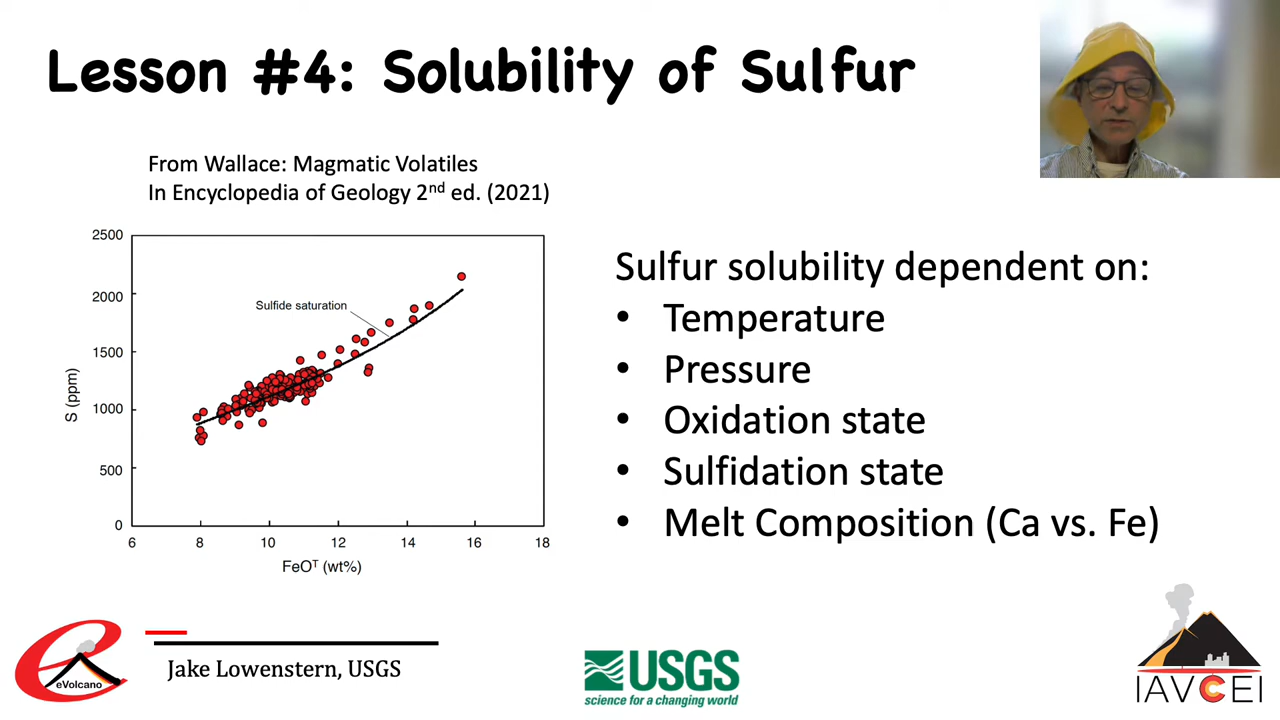 Lesson #4: Solubility of Sulfur
From Wallace: Magmatic Volatiles
In Encyclopedia of Geology 2nd ed. (2021)
2500
2000
1500
1000
500
0
S (ppm)
Sulfide saturation
6 8 10 12 14 16 18
FeOT (wt%)
Sulfur solubility dependent on:
• Temperature
• Pressure
• Oxidation state
• Sulfidation state
• Melt Composition (Ca vs. Fe)
eVolcano
Jake Lowenstern, USGS
USGS
science for a changing world
IAVCEI